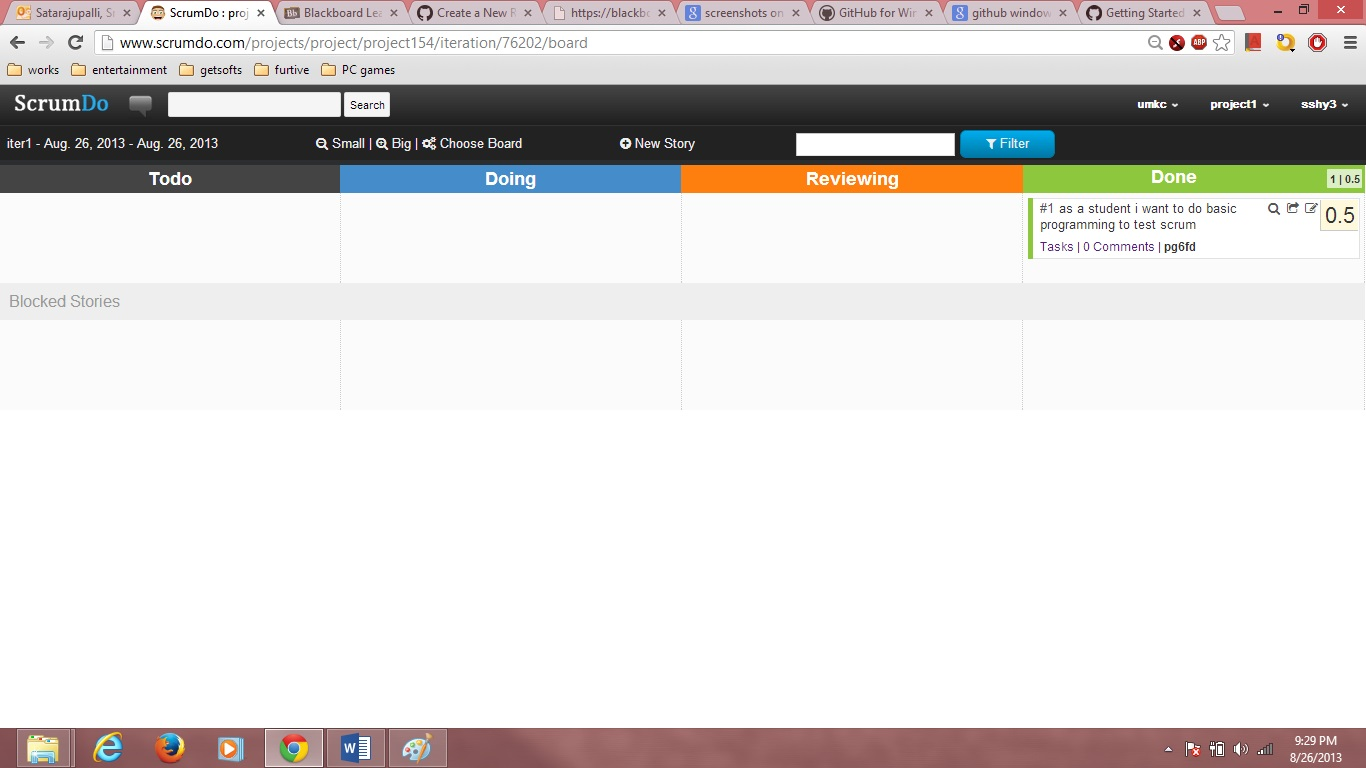 Satarajupalli, S
ScrumDo : proj
Blackboard Lea
Create a New R
https://blackbo
screenshots on
GitHub for Win
github window
Getting Started
www.scrumdo.com/projects/project/project154/iteration/76202/board
works entertainment getsofts furtive PC games
ScrumDo Search umkc project1 sshy3
iter1 - Aug. 26, 2013 - Aug. 26, 2013 Small | Big | Choose Board New Story Filter
Todo Doing Reviewing Done 1 | 0.5
#1 as a student i want to do basic 0.5
programming to test scrum
Tasks | 0 Comments | pg6fd
Blocked Stories
9:29 PM
8/26/2013